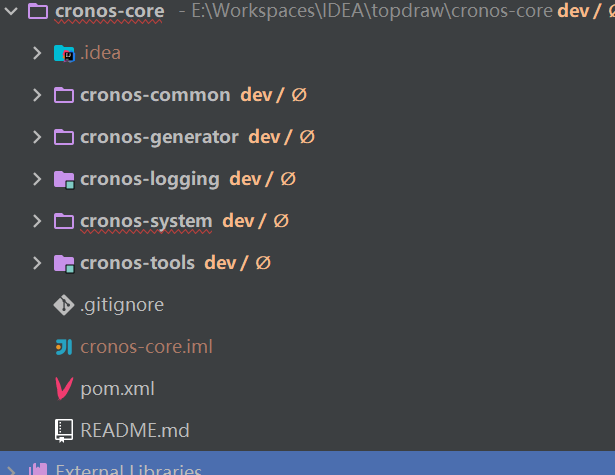 cronos-core - E:\Workspaces\IDEA\topdraw\cronos-core dev / Ø
.idea
cronos-common dev / Ø
cronos-generator dev / Ø
cronos-logging dev / Ø
cronos-system dev / Ø
cronos-tools dev / Ø
.gitignore
cronos-core.iml
pom.xml
README.md
External Libraries